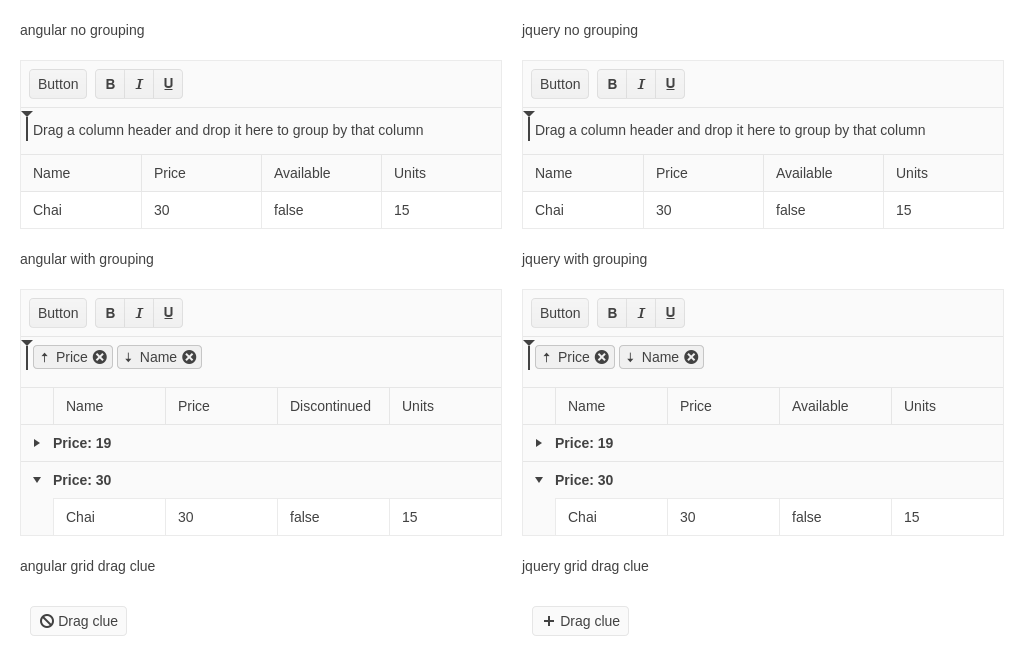 angular no grouping
Button B I U
Drag a column header and drop it here to group by that column
Name Price Available Units
Chai 30 false 15
jquery no grouping
Button B I U
Drag a column header and drop it here to group by that column
Name Price Available Units
Chai 30 false 15
angular with grouping
Button B I U
Price Name
Name Price Discontinued Units
Price: 19
Price: 30
Chai 30 false 15
jquery with grouping
Button B I U
Price Name
Name Price Available Units
Price: 19
Price: 30
Chai 30 false 15
angular grid drag clue
Drag clue
jquery grid drag clue
Drag clue